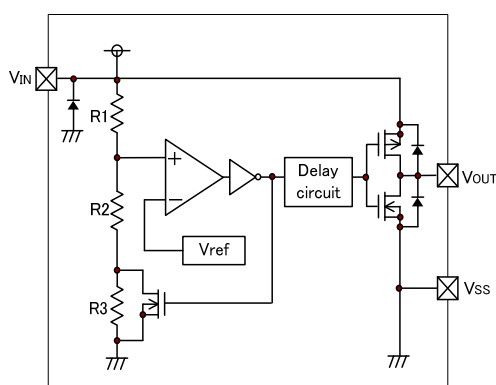 VIN
R1
+
Delay
circuit
VOUT
−
R2
Vref
VSS
R3